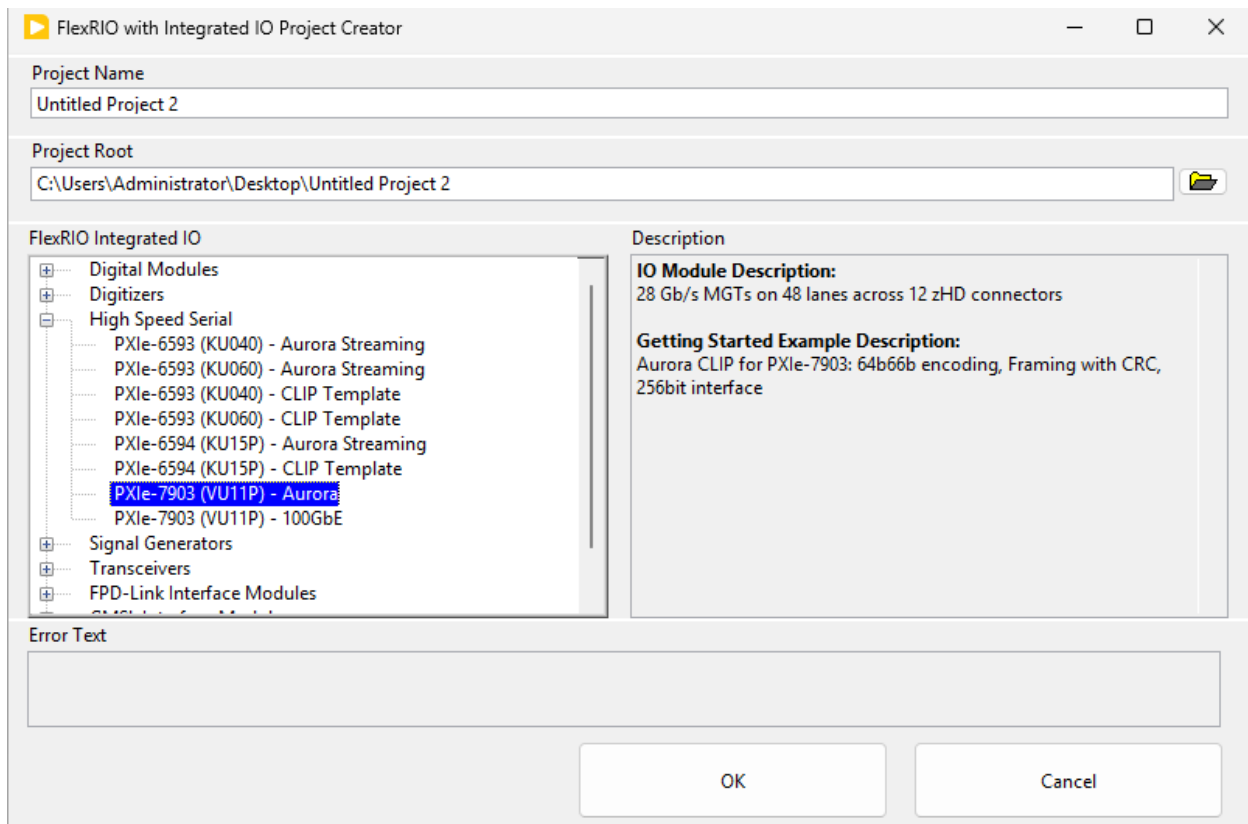 FlexRIO with Integrated IO Project Creator
Project Name
Untitled Project 2
Project Root
C:\Users\Administrator\Desktop\Untitled Project 2
FlexRIO Integrated IO
Digital Modules
Digitizers
High Speed Serial
PXIe-6593 (KU040) - Aurora Streaming
PXIe-6593 (KU060) - Aurora Streaming
PXIe-6593 (KU040) - CLIP Template
PXIe-6593 (KU060) - CLIP Template
PXIe-6594 (KU15P) - Aurora Streaming
PXIe-6594 (KU15P) - CLIP Template
PXIe-7903 (VU11P) - Aurora
PXIe-7903 (VU11P) - 100GbE
Signal Generators
Transceivers
FPD-Link Interface Modules
Description
IO Module Description:
28 Gb/s MGTs on 48 lanes across 12 zHD connectors
Getting Started Example Description:
Aurora CLIP for PXIe-7903: 64b66b encoding, Framing with CRC,
256bit interface
Error Text
OK
Cancel